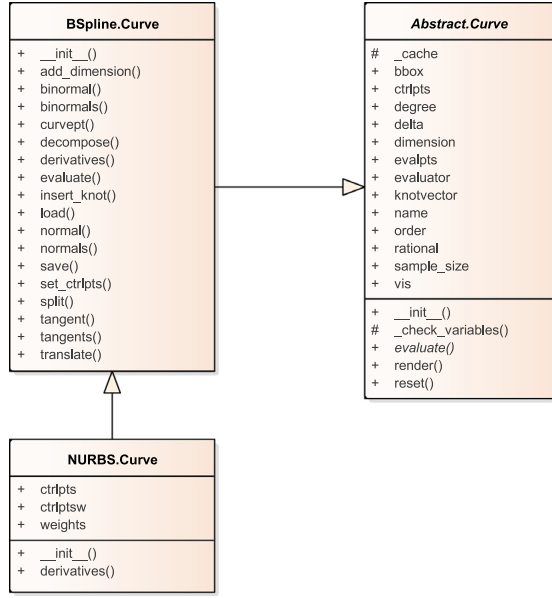 BSpline.Curve
+ __init__()
+ add_dimension()
+ binormal()
+ binormals()
+ curvept()
+ decompose()
+ derivatives()
+ evaluate()
+ insert_knot()
+ load()
+ normal()
+ normals()
+ save()
+ set_ctrlpts()
+ split()
+ tangent()
+ tangents()
+ translate()
Abstract.Curve
# _cache
+ bbox
+ ctrlpts
+ degree
+ delta
+ dimension
+ evalpts
+ evaluator
+ knotvector
+ name
+ order
+ rational
+ sample_size
+ vis
+ __init__()
# _check_variables()
+ evaluate()
+ render()
+ reset()
NURBS.Curve
+ ctrlpts
+ ctrlptsw
+ weights
+ __init__()
+ derivatives()